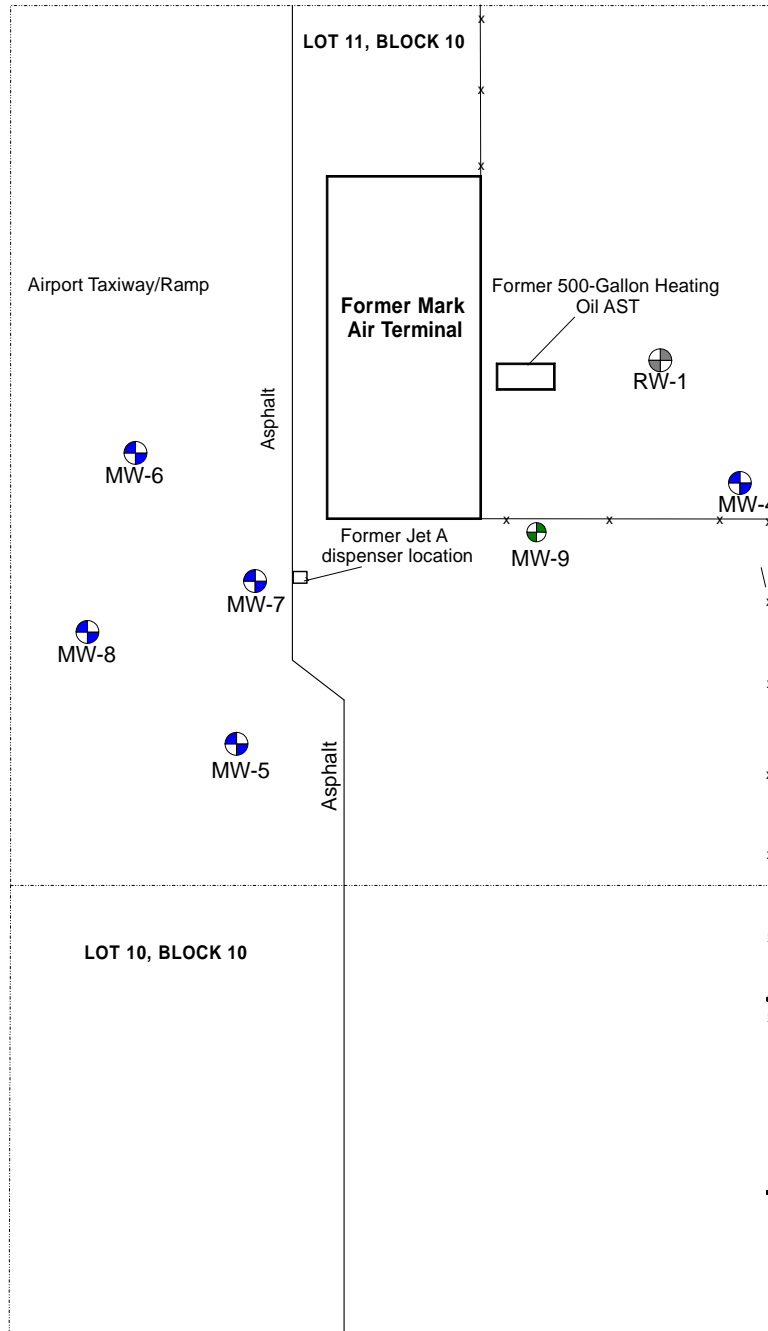 LOT 11, BLOCK 10
Airport Taxiway/Ramp
Former Mark
Air Terminal
Former 500-Gallon Heating
Oil AST
RW-1
Asphalt
MW-6
MW-4
Former Jet A
dispenser location
MW-9
MW-7
MW-8
Asphalt
MW-5
LOT 10, BLOCK 10